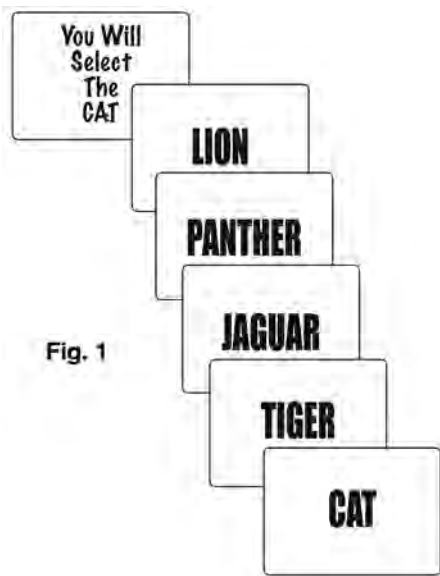 You Will
Select
The
CAT
LION
PANTHER
JAGUAR
Fig. 1
TIGER
CAT